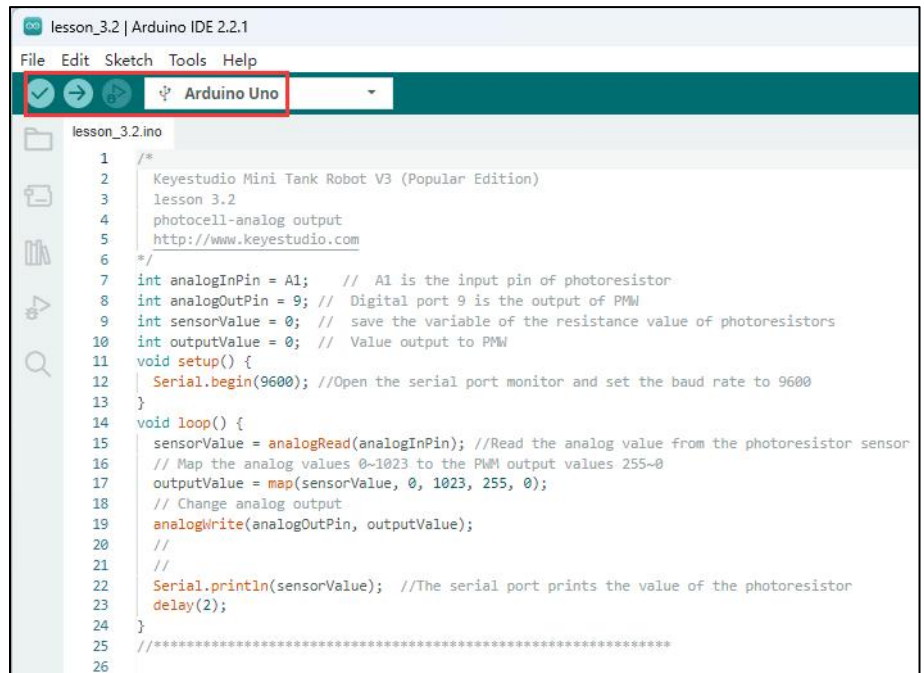 lesson_3.2 | Arduino IDE 2.2.1
File Edit Sketch Tools Help
Arduino Uno
lesson_3.2.ino
1 /*
2 Keyestudio Mini Tank Robot V3 (Popular Edition)
3 lesson 3.2
4 photocell-analog output
5 http://www.keyestudio.com
6 */
7 int analogInPin = A1; // A1 is the input pin of photoresistor
8 int analogOutPin = 9; // Digital port 9 is the output of PMW
9 int sensorValue = 0; // save the variable of the resistance value of photoresistors
10 int outputValue = 0; // Value output to PMW
11 void setup() {
12 Serial.begin(9600); //Open the serial port monitor and set the baud rate to 9600
13 }
14 void loop() {
15 sensorValue = analogRead(analogInPin); //Read the analog value from the photoresistor sensor
16 // Map the analog values 0~1023 to the PWM output values 255~0
17 outputValue = map(sensorValue, 0, 1023, 255, 0);
18 // Change analog output
19 analogWrite(analogOutPin, outputValue);
20 //
21 //
22 Serial.println(sensorValue); //The serial port prints the value of the photoresistor
23 delay(2);
24 }
25 //**************************************************************
26